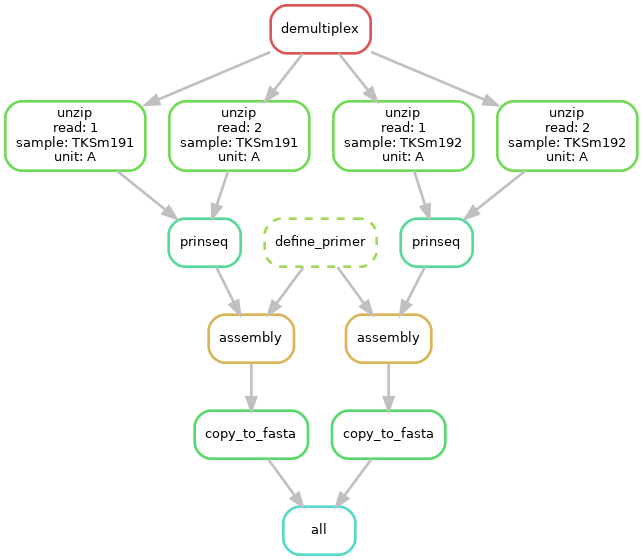 demultiplex
unzip
read: 1
sample: TKSm191
unit: A
unzip
read: 2
sample: TKSm191
unit: A
unzip
read: 1
sample: TKSm192
unit: A
unzip
read: 2
sample: TKSm192
unit: A
prinseq
define_primer
prinseq
assembly
assembly
copy_to_fasta
copy_to_fasta
all